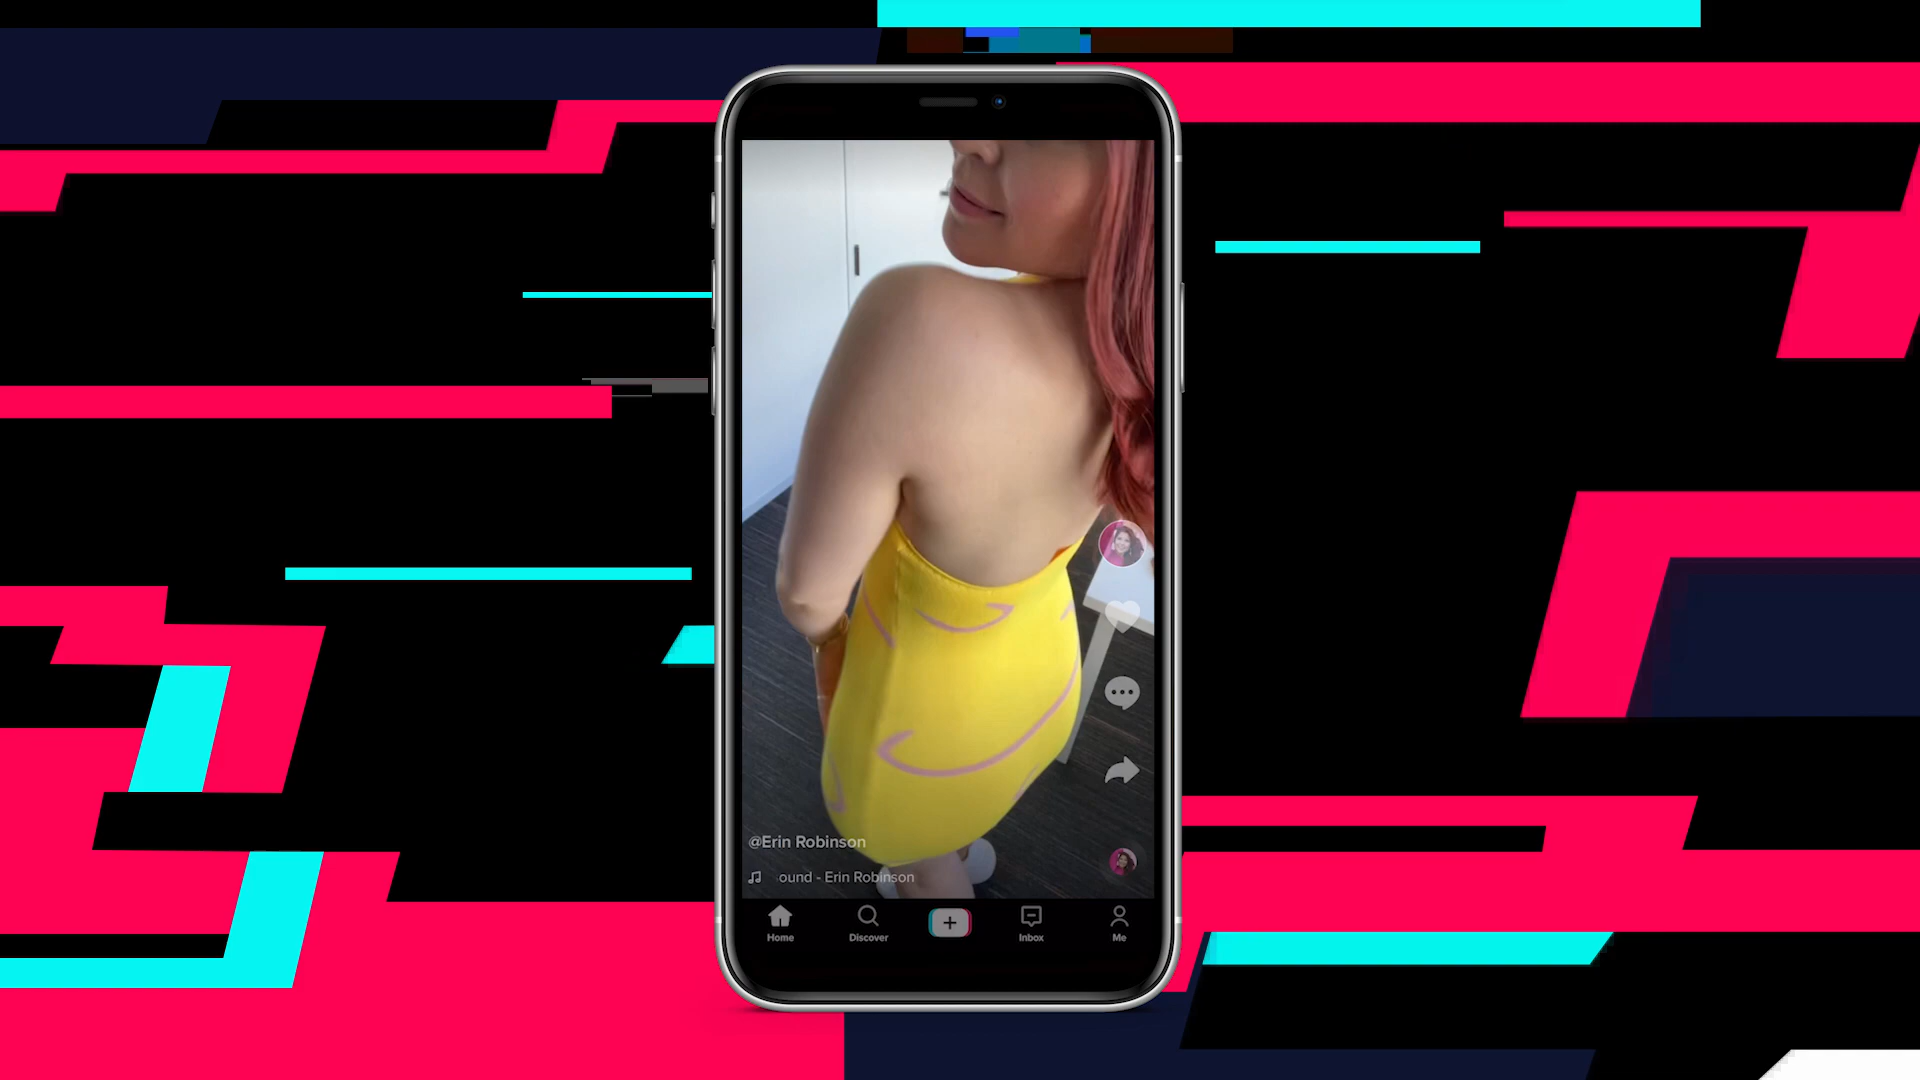 @Erin Robinson
ound - Erin Robinson
Home
Discover
Inbox
Me